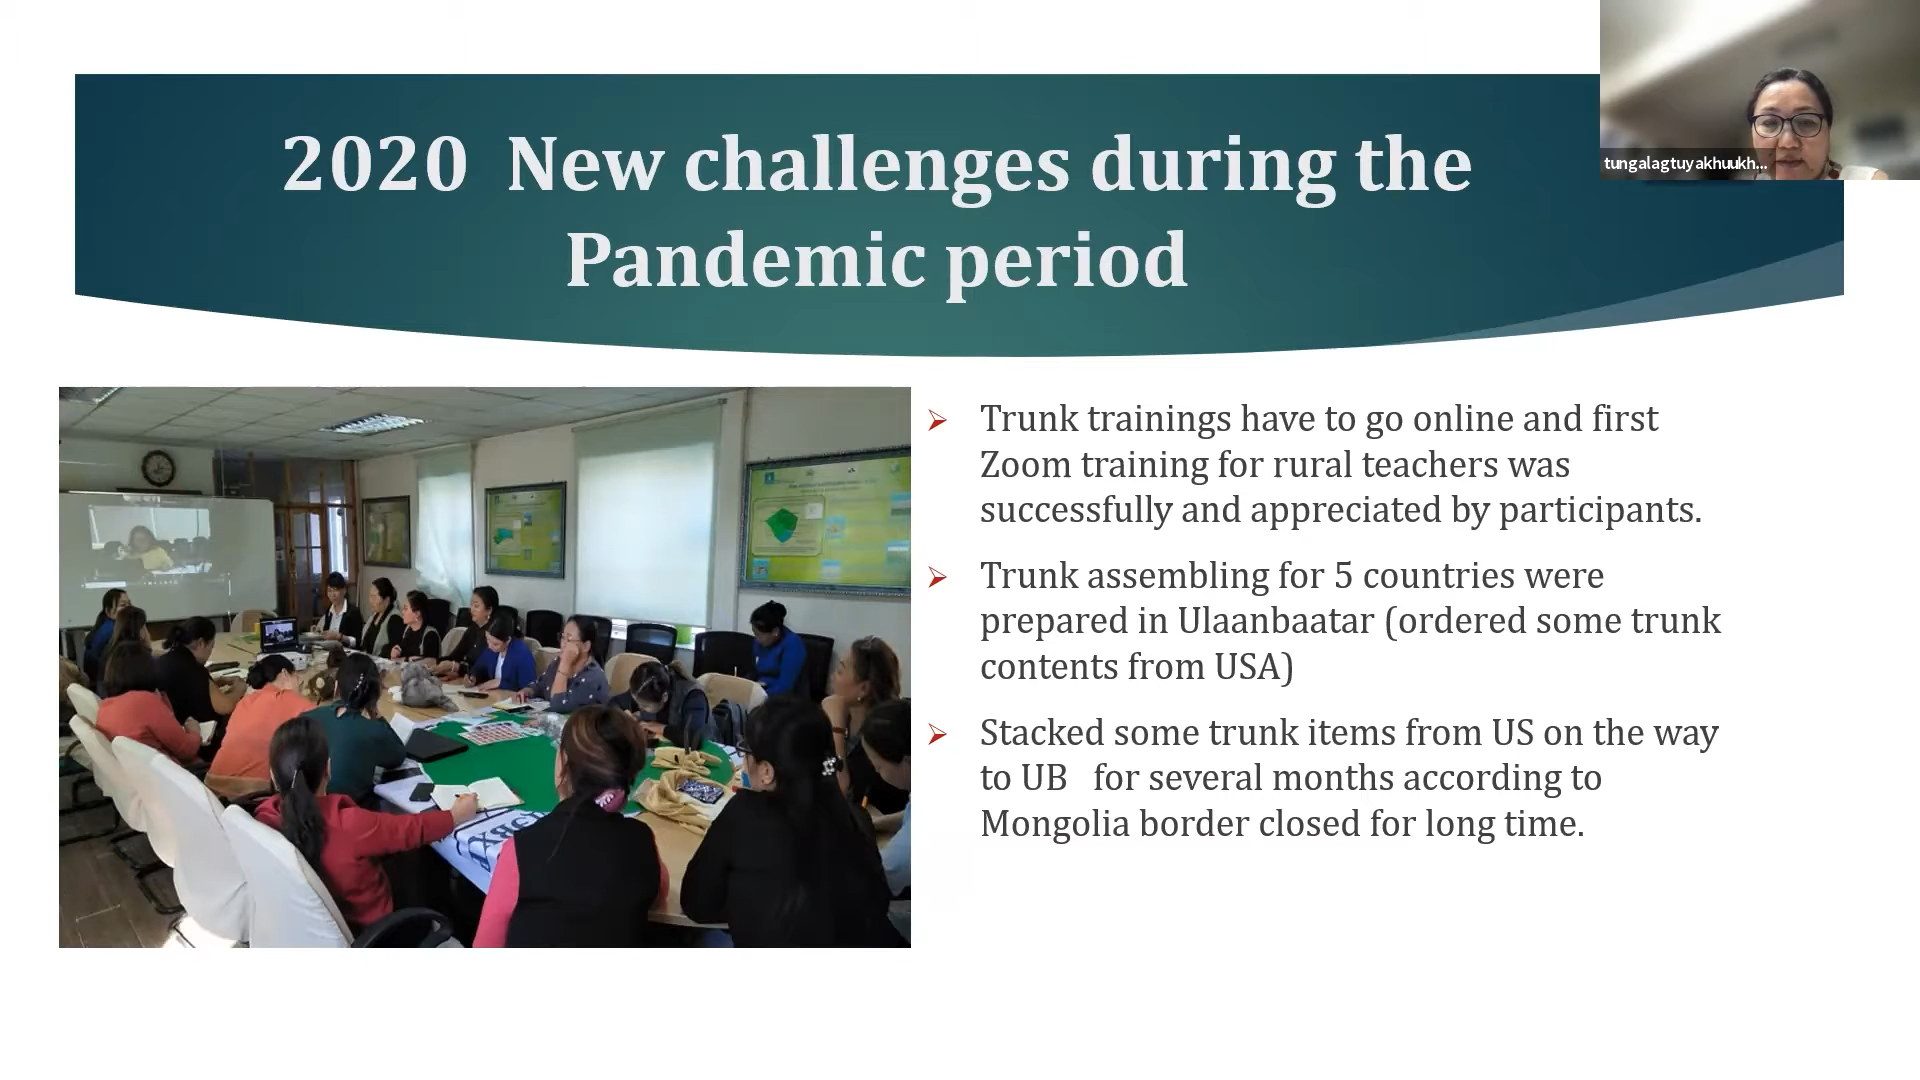 2020 New challenges during the
Pandemic period
tungalagtuyakhuukh...
Trunk trainings have to go online and first
Zoom training for rural teachers was
successfully and appreciated by participants.
Trunk assembling for 5 countries were
prepared in Ulaanbaatar (ordered some trunk
contents from USA)
Stacked some trunk items from US on the way
to UB for several months according to
Mongolia border closed for long time.